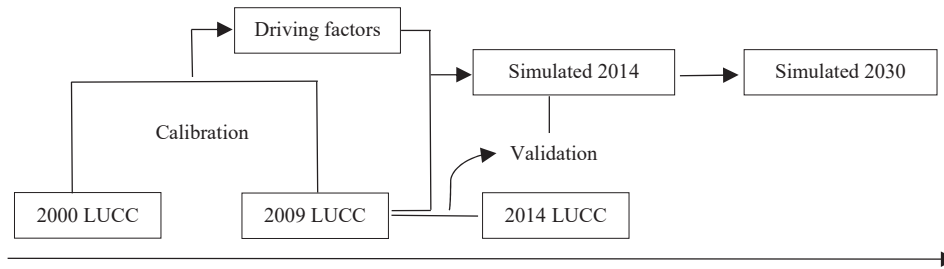 Driving factors
Simulated 2014
Simulated 2030
Calibration
Validation
2000 LUCC
2009 LUCC
2014 LUCC